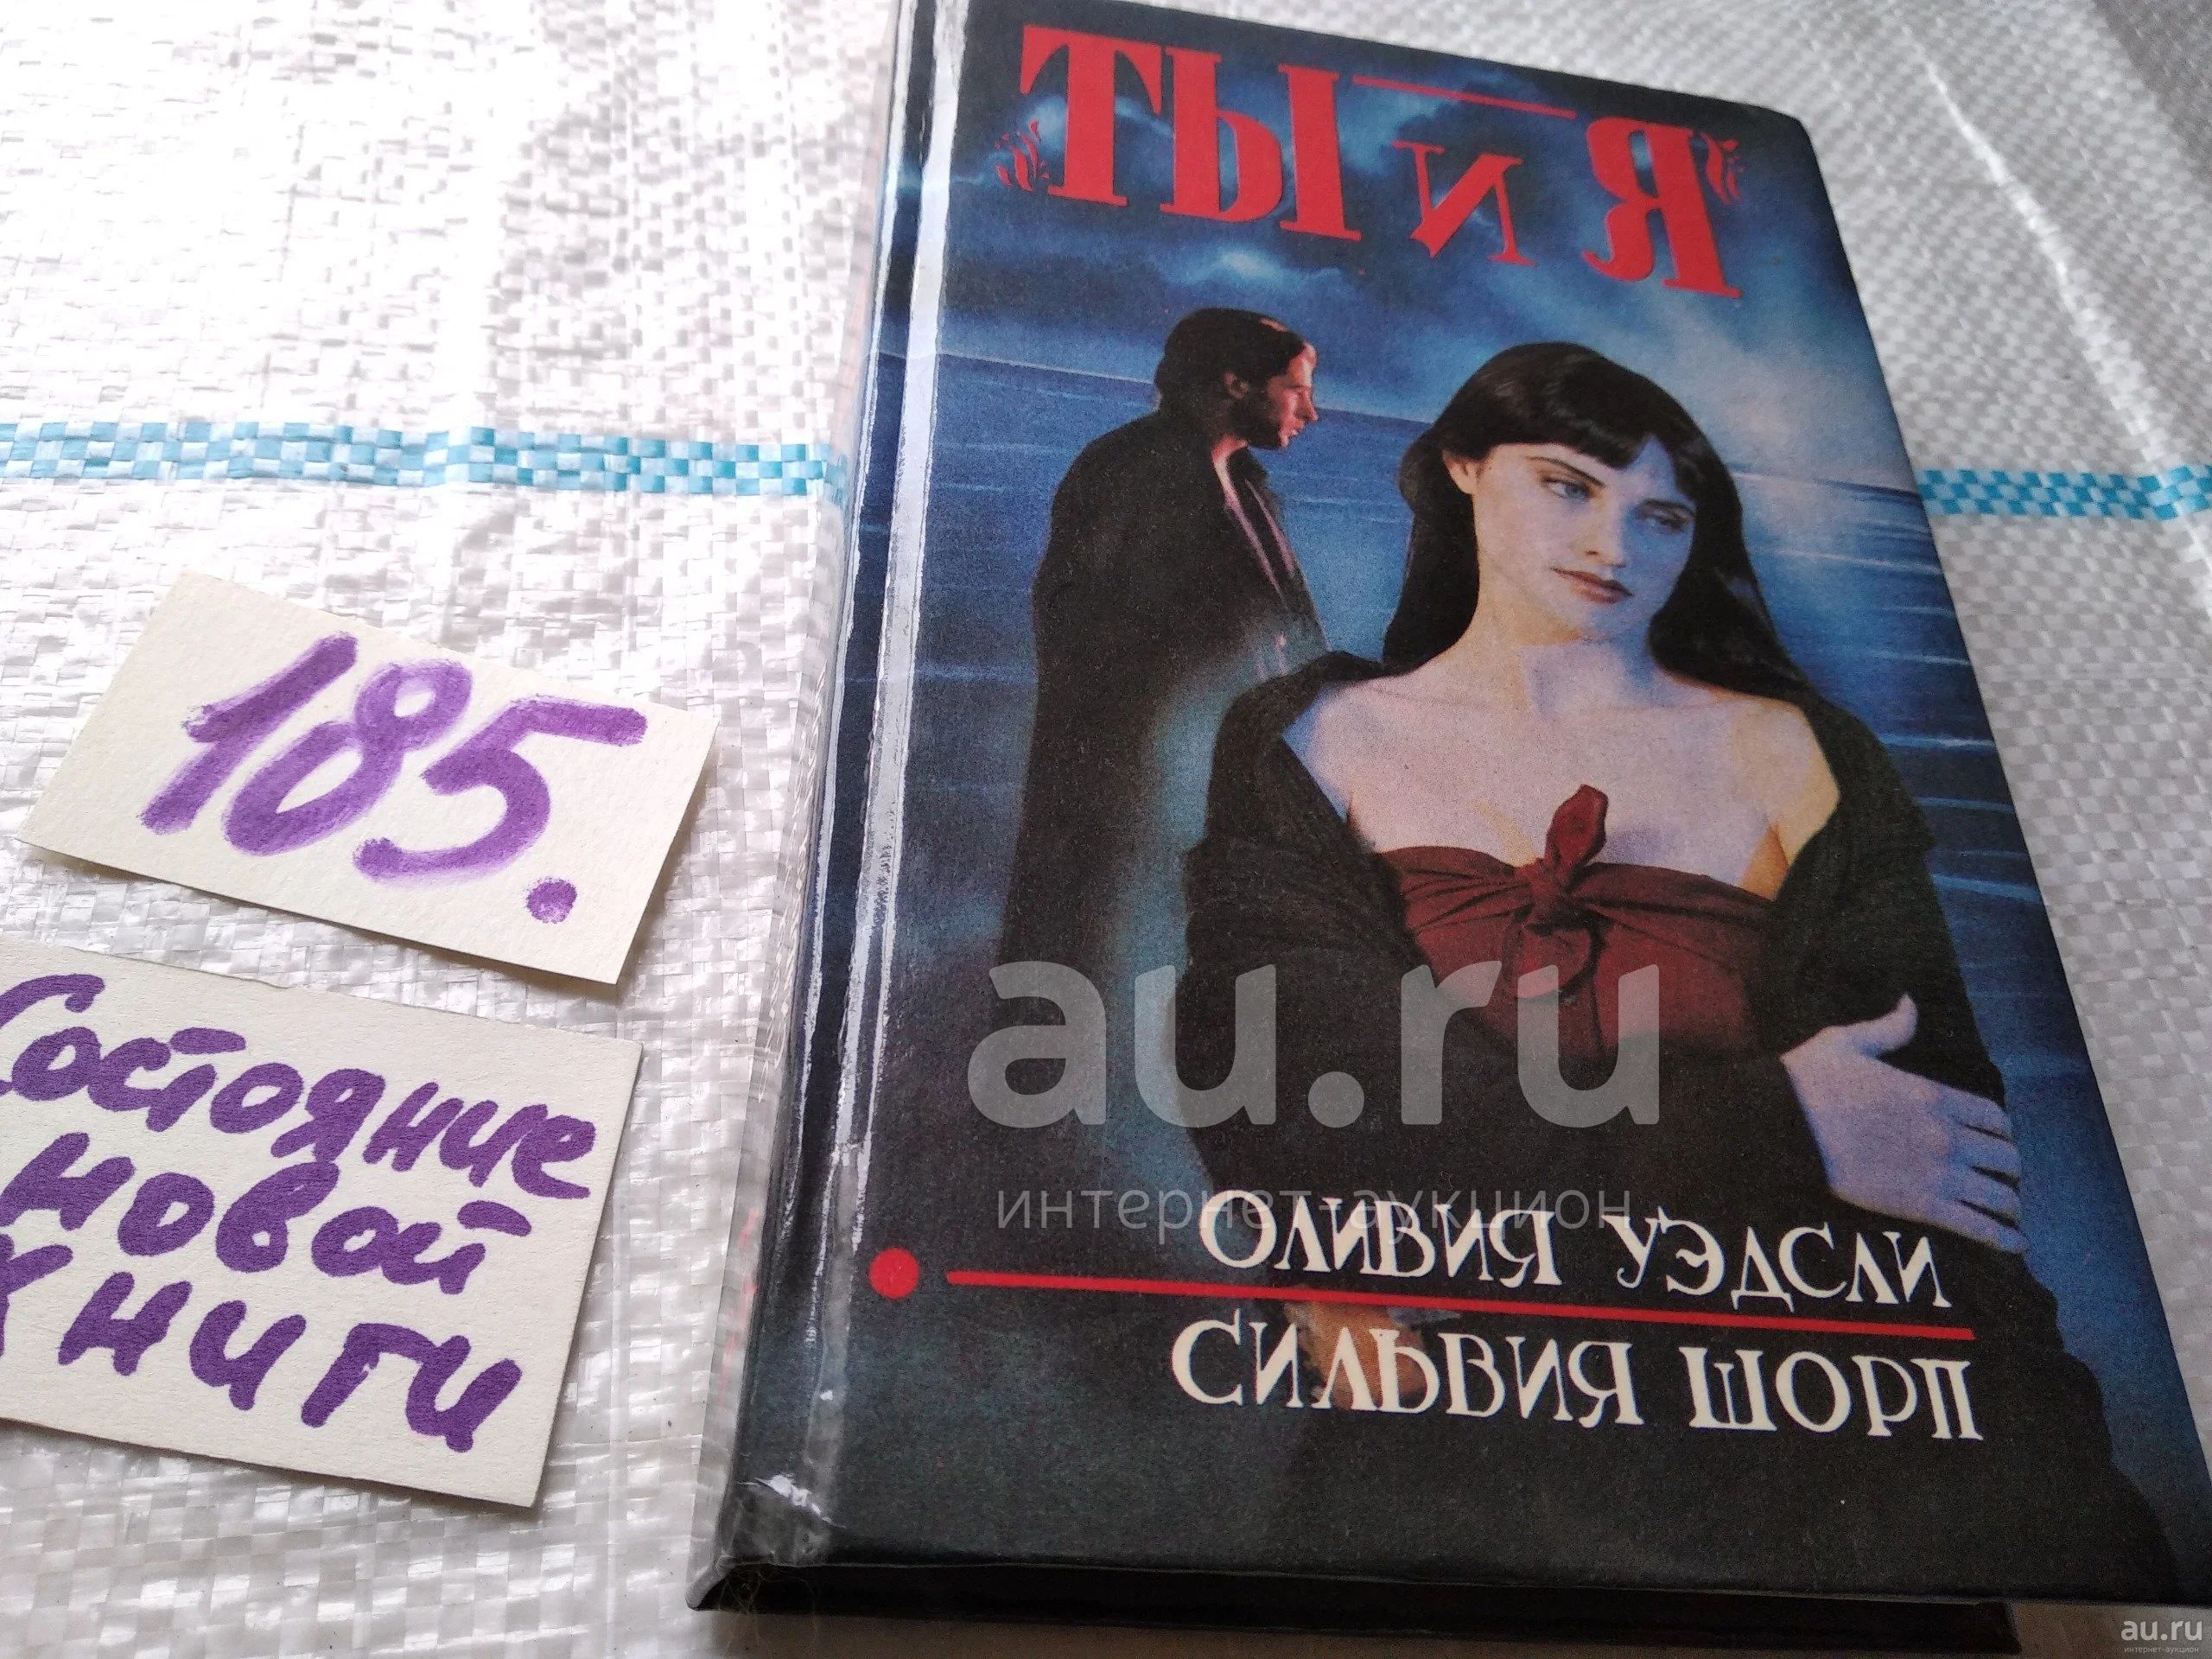 ТЫ И Я
185.
Состояние
новой
книги
au.ru
интернет-аукцион
ОЛИВИЯ УЭДСЛИ
СИЛЬВИЯ ШОРП
au.ru
интернет-аукцион